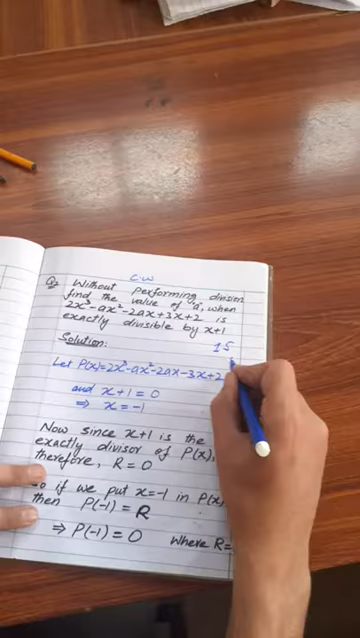 C.W
Q: Without performing division
find the value of 'a', when
2x³-ax²-2ax+3x+2 is
exactly divisible by x+1
Solution:
15
Let P(x)=2x³-ax²-2ax-3x+2
and x+1=0
⇒ x=-1
Now since x+1 is the
exactly divisor of P(x),
therefore, R=0
So if we put x=-1 in P(x)
then P(-1) = R
⇒ P(-1) = 0 Where R=